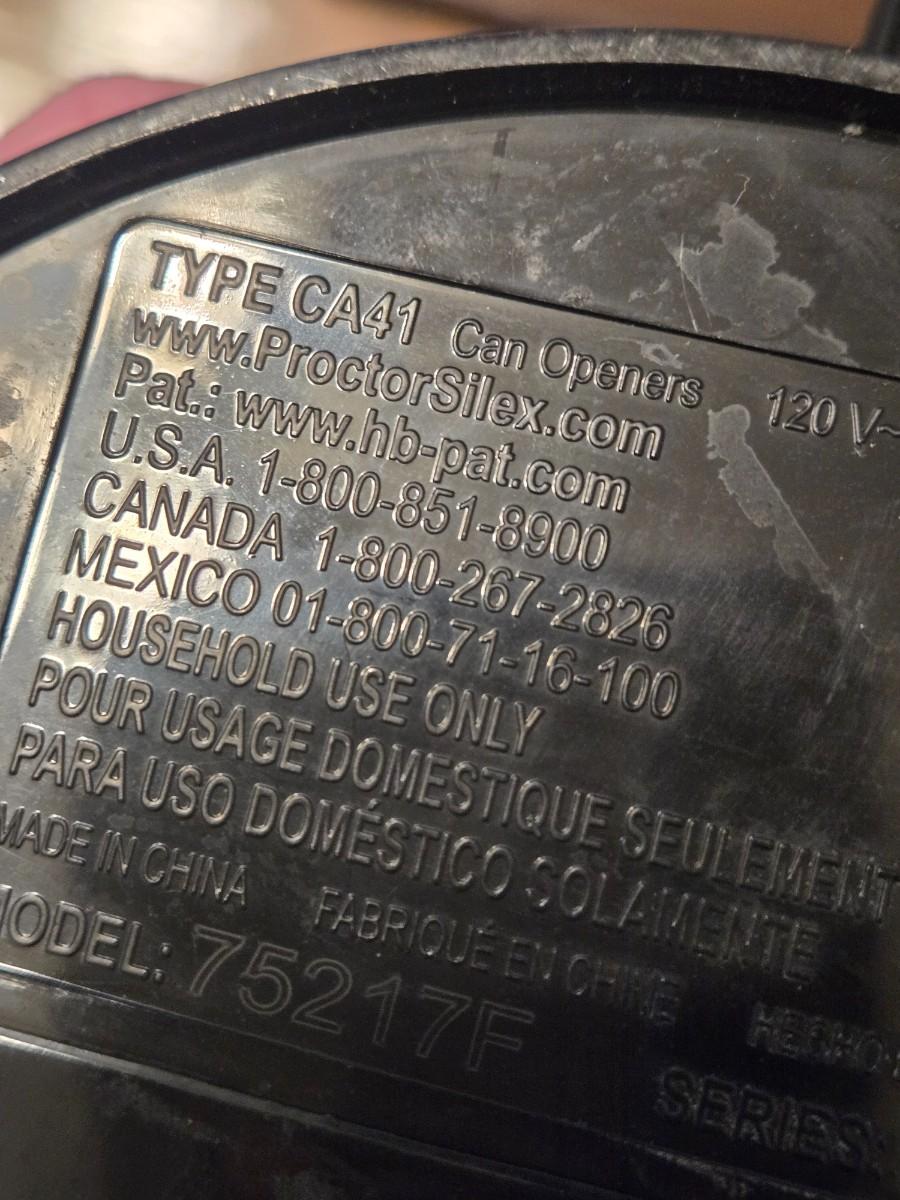 TYPE CA41 Can Openers 120 V~
www.ProctorSilex.com
Pat.: www.hb-pat.com
U.S.A. 1-800-851-8900
CANADA 1-800-267-2826
MEXICO 01-800-71-16-100
HOUSEHOLD USE ONLY
POUR USAGE DOMESTIQUE SEULEMENT
PARA USO DOMÉSTICO SOLAMENTE
MADE IN CHINA FABRIQUÉ EN CHINE HECHO
MODEL: 75217F SERIES: